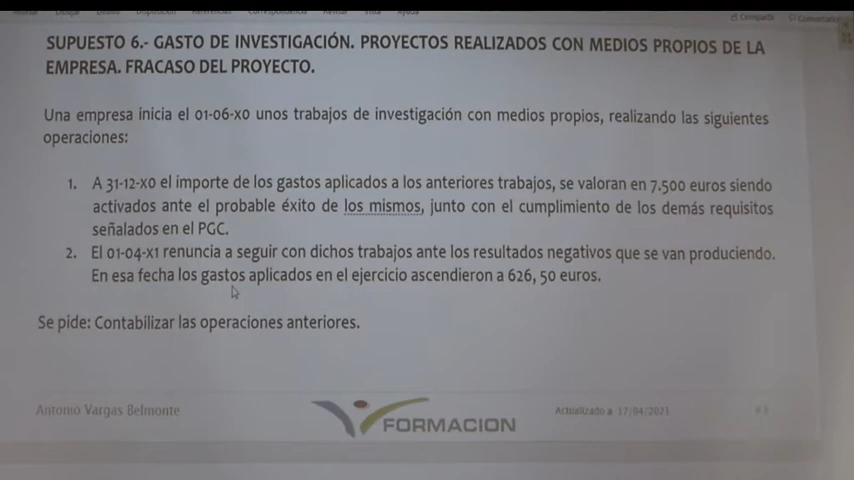 SUPUESTO 6.- GASTO DE INVESTIGACIÓN. PROYECTOS REALIZADOS CON MEDIOS PROPIOS DE LA
EMPRESA. FRACASO DEL PROYECTO.
Una empresa inicia el 01-06-X0 unos trabajos de investigación con medios propios, realizando las siguientes
operaciones:
1. A 31-12-X0 el importe de los gastos aplicados a los anteriores trabajos, se valoran en 7.500 euros siendo
activados ante el probable éxito de los mismos, junto con el cumplimiento de los demás requisitos
señalados en el PGC.
2. El 01-04-X1 renuncia a seguir con dichos trabajos ante los resultados negativos que se van produciendo.
En esa fecha los gastos aplicados en el ejercicio ascendieron a 626, 50 euros.
Se pide: Contabilizar las operaciones anteriores.
Antonio Vargas Belmonte
FORMACION
Actualizado a 17/04/2021